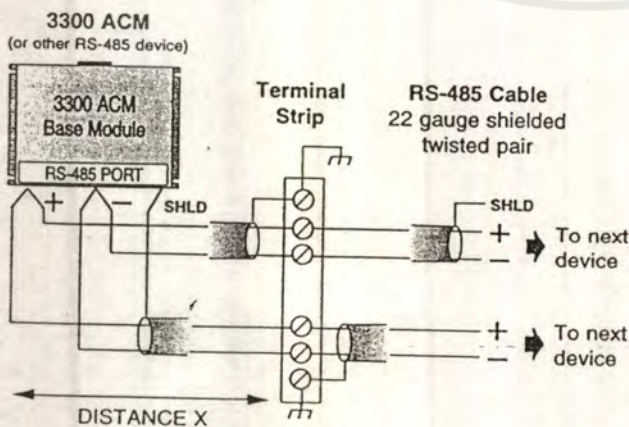 3300 ACM
(or other RS-485 device)
3300 ACM
Base Module
RS-485 PORT
+ − SHLD
Terminal
Strip
RS-485 Cable
22 gauge shielded
twisted pair
SHLD
+
−
To next
device
+
−
To next
device
DISTANCE X